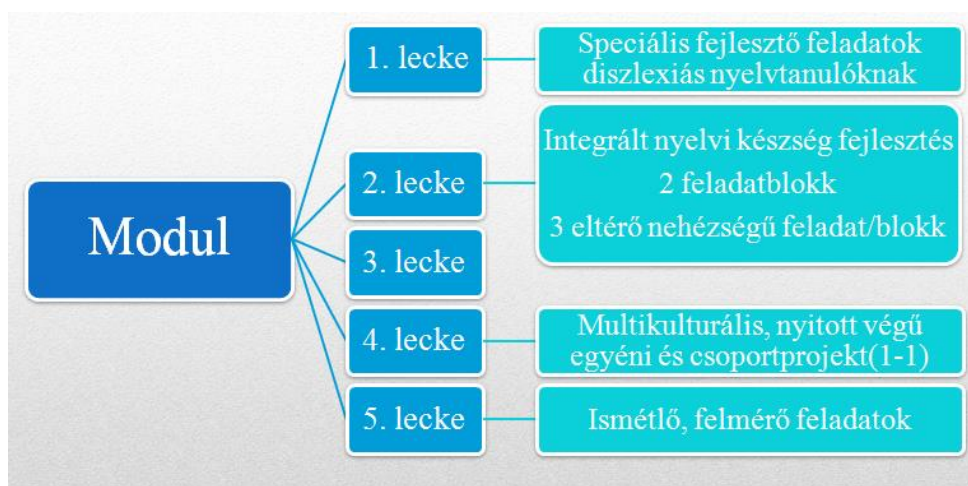 Modul
1. lecke
Speciális fejlesztő feladatok
diszlexiás nyelvtanulóknak
2. lecke
Integrált nyelvi készség fejlesztés
2 feladatblokk
3 eltérő nehézségű feladat/blokk
3. lecke
4. lecke
Multikulturális, nyitott végű
egyéni és csoportprojekt(1-1)
5. lecke
Ismétlő, felmérő feladatok